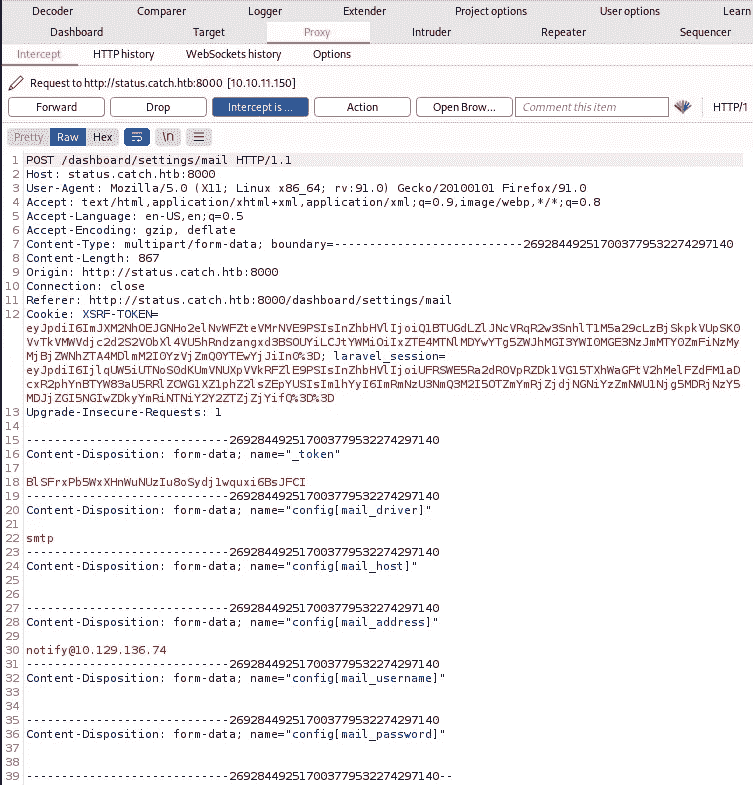 Decoder Comparer Logger Extender Project options User options Learn
Dashboard Target Proxy Intruder Repeater Sequencer
Intercept HTTP history WebSockets history Options
Request to http://status.catch.htb:8000 [10.10.11.150]
Forward Drop Intercept is ... Action Open Brow... Comment this item HTTP/1
Pretty Raw Hex \n
1 POST /dashboard/settings/mail HTTP/1.1
2 Host: status.catch.htb:8000
3 User-Agent: Mozilla/5.0 (X11; Linux x86_64; rv:91.0) Gecko/20100101 Firefox/91.0
4 Accept: text/html,application/xhtml+xml,application/xml;q=0.9,image/webp,*/*;q=0.8
5 Accept-Language: en-US,en;q=0.5
6 Accept-Encoding: gzip, deflate
7 Content-Type: multipart/form-data; boundary=---------------------------269284492517003779532274297140
8 Content-Length: 867
9 Origin: http://status.catch.htb:8000
10 Connection: close
11 Referer: http://status.catch.htb:8000/dashboard/settings/mail
12 Cookie: XSRF-TOKEN=
laravel_session=
13 Upgrade-Insecure-Requests: 1
14
15 -----------------------------269284492517003779532274297140
16 Content-Disposition: form-data; name="_token"
17
18 BlSFrxPb5WxXHnWuNUzIu8oSydj1wquxi6BsJFCI
19 -----------------------------269284492517003779532274297140
20 Content-Disposition: form-data; name="config[mail_driver]"
21
22 smtp
23 -----------------------------269284492517003779532274297140
24 Content-Disposition: form-data; name="config[mail_host]"
25
26
27 -----------------------------269284492517003779532274297140
28 Content-Disposition: form-data; name="config[mail_address]"
29
30 notify@10.129.136.74
31 -----------------------------269284492517003779532274297140
32 Content-Disposition: form-data; name="config[mail_username]"
33
34
35 -----------------------------269284492517003779532274297140
36 Content-Disposition: form-data; name="config[mail_password]"
37
38
39 -----------------------------269284492517003779532274297140--